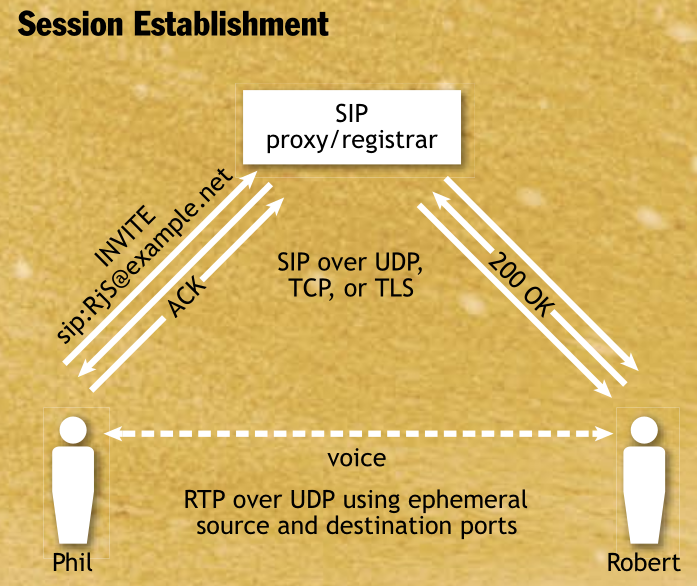 Session Establishment
SIP
proxy/registrar
INVITE
sip:RjS@example.net
ACK
SIP over UDP,
TCP, or TLS
200 OK
voice
RTP over UDP using ephemeral
source and destination ports
Phil
Robert